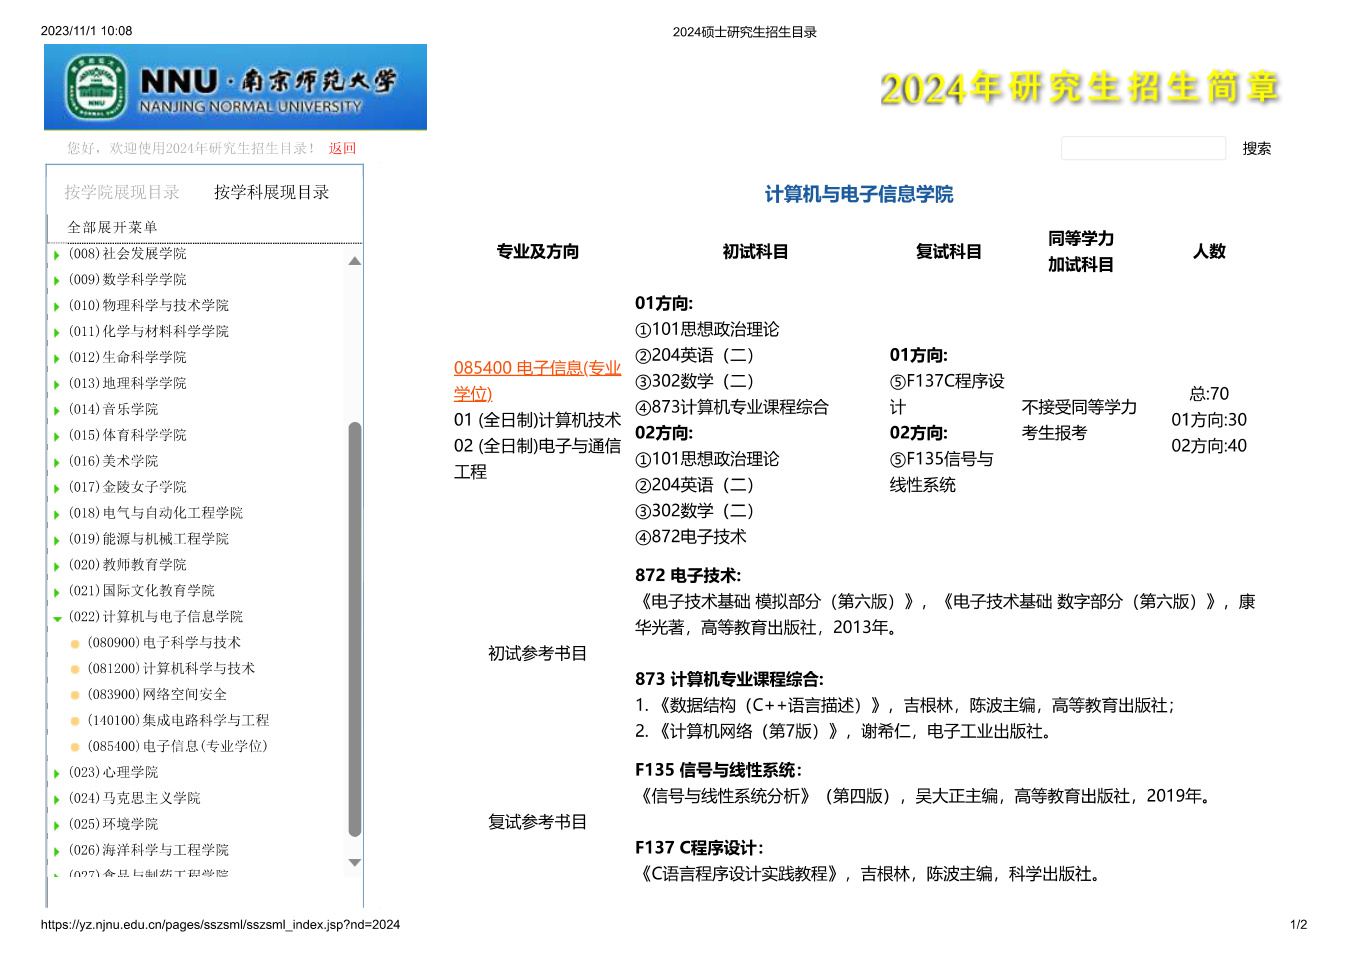 2023/11/1 10:08
2024硕士研究生招生目录
NNU·南京师范大学
NANJING NORMAL UNIVERSITY
2024年研究生招生简章
您好，欢迎使用2024年研究生招生目录！ 返回
搜索
按学院展现目录 按学科展现目录
全部展开菜单
(008)社会发展学院
(009)数学科学学院
(010)物理科学与技术学院
(011)化学与材料科学学院
(012)生命科学学院
(013)地理科学学院
(014)音乐学院
(015)体育科学学院
(016)美术学院
(017)金陵女子学院
(018)电气与自动化工程学院
(019)能源与机械工程学院
(020)教师教育学院
(021)国际文化教育学院
(022)计算机与电子信息学院
(080900)电子科学与技术
(081200)计算机科学与技术
(083900)网络空间安全
(140100)集成电路科学与工程
(085400)电子信息(专业学位)
(023)心理学院
(024)马克思主义学院
(025)环境学院
(026)海洋科学与工程学院
(027)食品与制药工程学院
计算机与电子信息学院
专业及方向
初试科目
复试科目
同等学力
加试科目
人数
085400 电子信息(专业
学位)
01 (全日制)计算机技术
02 (全日制)电子与通信
工程
01方向:
①101思想政治理论
②204英语（二）
③302数学（二）
④873计算机专业课程综合
02方向:
①101思想政治理论
②204英语（二）
③302数学（二）
④872电子技术
01方向:
⑤F137C程序设
计
02方向:
⑤F135信号与
线性系统
不接受同等学力
考生报考
总:70
01方向:30
02方向:40
初试参考书目
872 电子技术:
《电子技术基础 模拟部分（第六版）》，《电子技术基础 数字部分（第六版）》，康
华光著，高等教育出版社，2013年。
873 计算机专业课程综合:
1. 《数据结构（C++语言描述）》，吉根林，陈波主编，高等教育出版社；
2. 《计算机网络（第7版）》，谢希仁，电子工业出版社。
复试参考书目
F135 信号与线性系统：
《信号与线性系统分析》（第四版），吴大正主编，高等教育出版社，2019年。
F137 C程序设计：
《C语言程序设计实践教程》，吉根林，陈波主编，科学出版社。
https://yz.njnu.edu.cn/pages/sszsml/sszsml_index.jsp?nd=2024
1/2